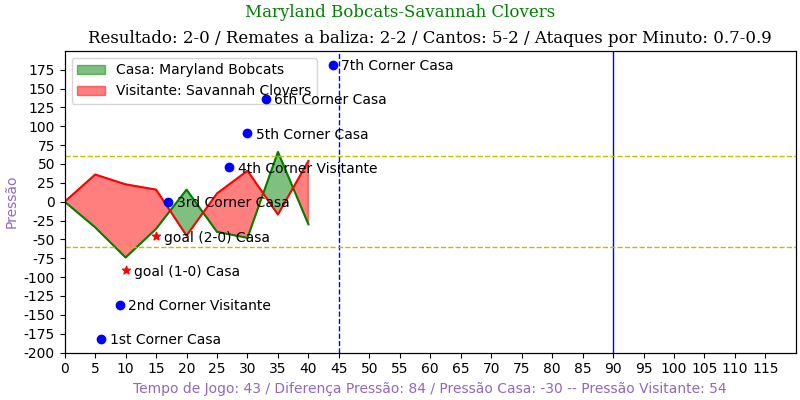 Maryland Bobcats-Savannah Clovers
Resultado: 2-0 / Remates a baliza: 2-2 / Cantos: 5-2 / Ataques por Minuto: 0.7-0.9
Casa: Maryland Bobcats
Visitante: Savannah Clovers
7th Corner Casa
6th Corner Casa
5th Corner Casa
4th Corner Visitante
3rd Corner Casa
goal (2-0) Casa
goal (1-0) Casa
2nd Corner Visitante
1st Corner Casa
Pressão
175
150
125
100
75
50
25
0
-25
-50
-75
-100
-125
-150
-175
-200
0 5 10 15 20 25 30 35 40 45 50 55 60 65 70 75 80 85 90 95 100 105 110 115
Tempo de Jogo: 43 / Diferença Pressão: 84 / Pressão Casa: -30 -- Pressão Visitante: 54